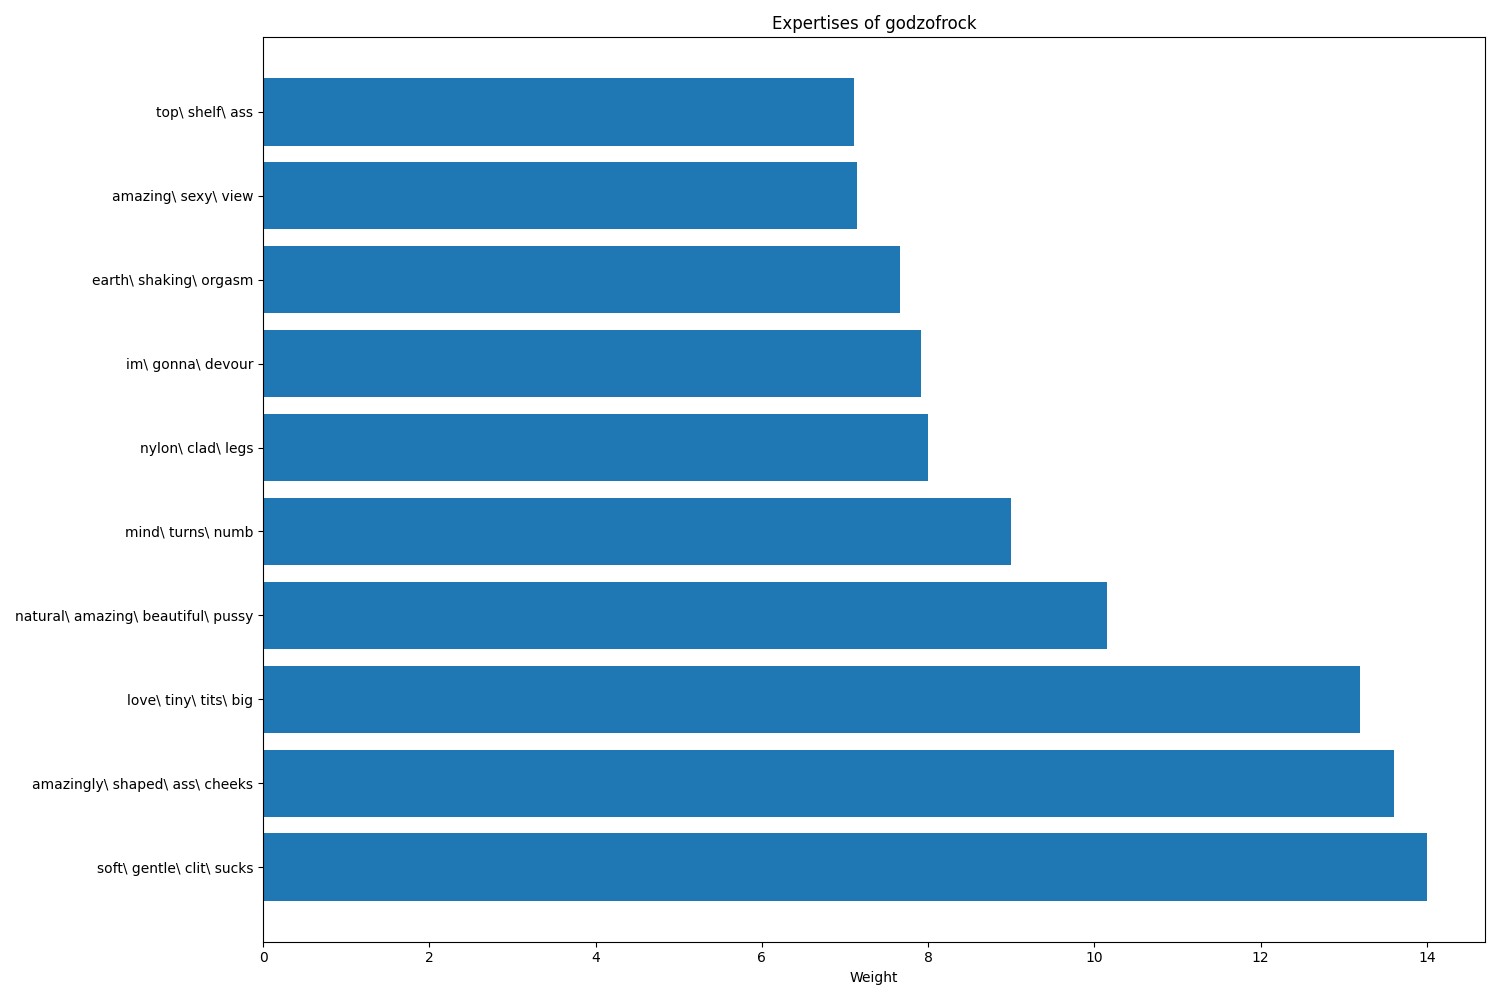 Expertises of godzofrock
top\ shelf\ ass
amazing\ sexy\ view
earth\ shaking\ orgasm
im\ gonna\ devour
nylon\ clad\ legs
mind\ turns\ numb
natural\ amazing\ beautiful\ pussy
love\ tiny\ tits\ big
amazingly\ shaped\ ass\ cheeks
soft\ gentle\ clit\ sucks
0 2 4 6 8 10 12 14
Weight